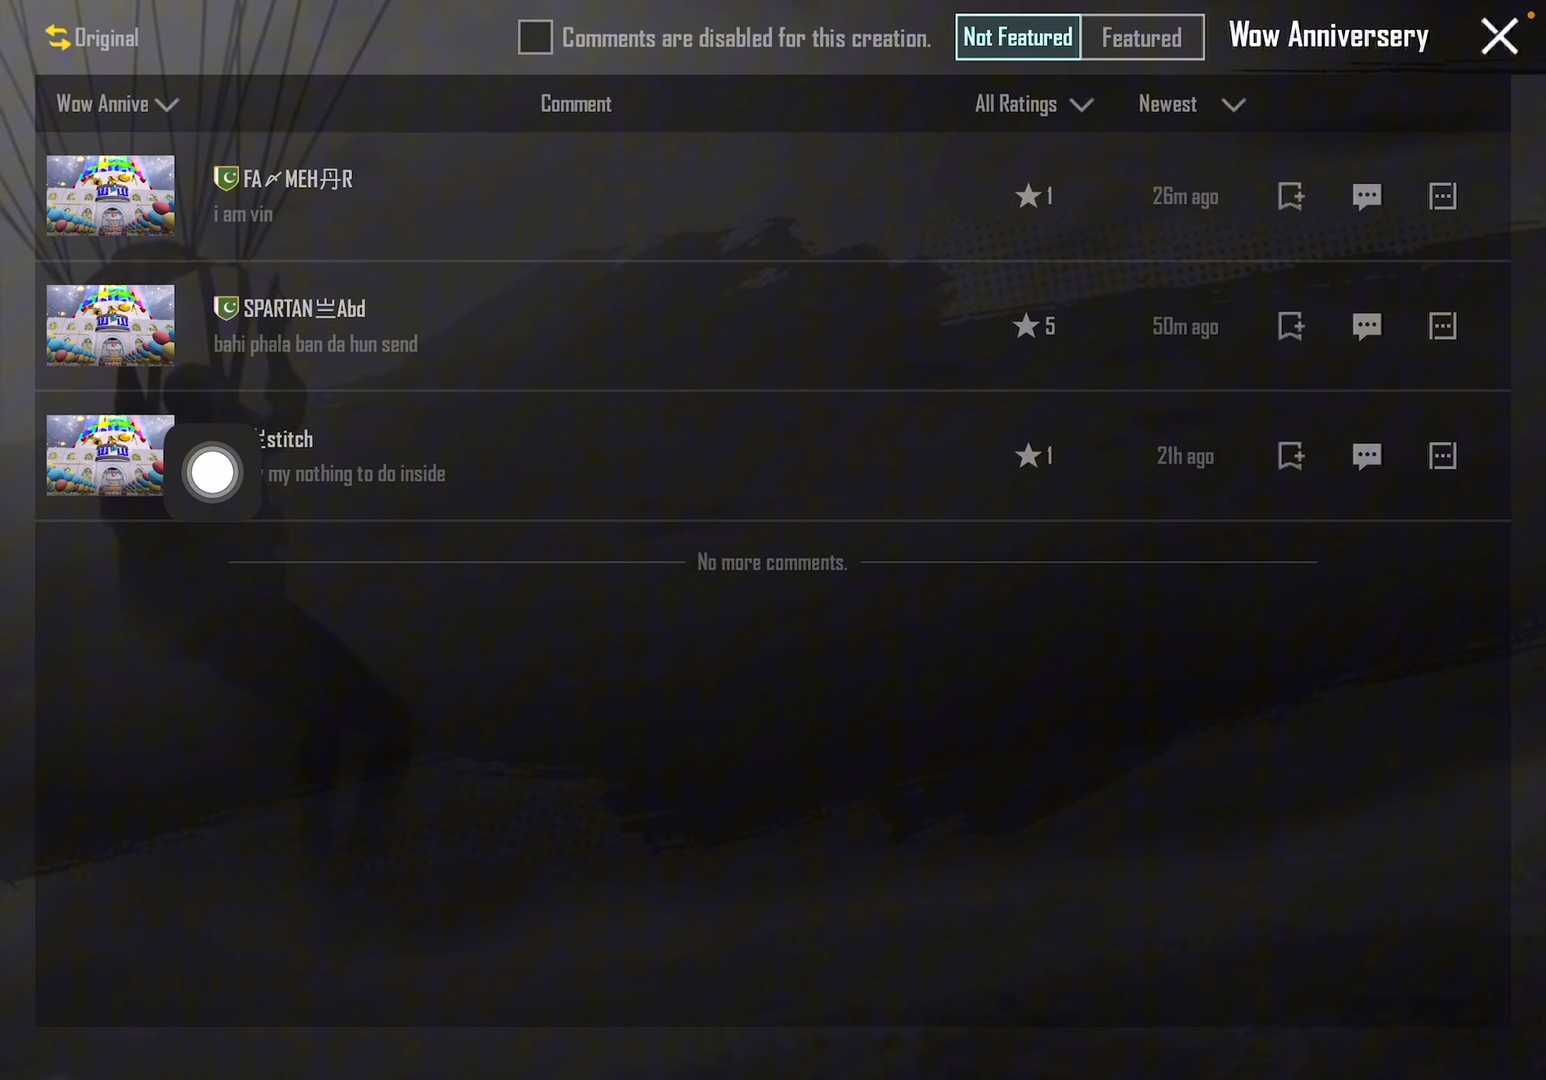 Original
Comments are disabled for this creation.
Not Featured
Featured
Wow Anniversery
Wow Annive
Comment
All Ratings
Newest
FA〆MEH丹R
i am vin
1
26m ago
SPARTAN亗Abd
bahi phala ban da hun send
5
50m ago
stitch
my nothing to do inside
1
21h ago
No more comments.